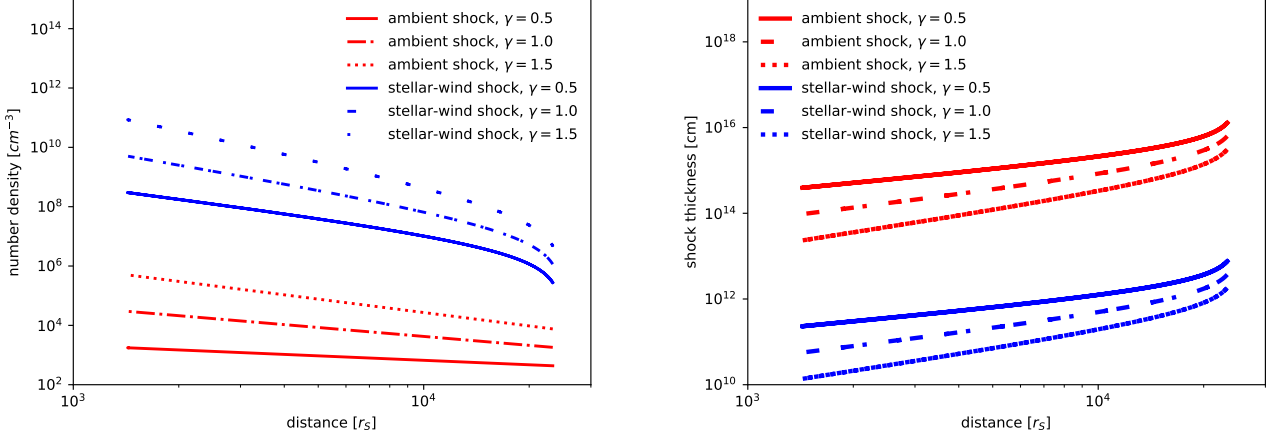 10^14
10^12
10^10
10^8
10^6
10^4
10^2
number density [cm^−3]
ambient shock, γ = 0.5
ambient shock, γ = 1.0
ambient shock, γ = 1.5
stellar-wind shock, γ = 0.5
stellar-wind shock, γ = 1.0
stellar-wind shock, γ = 1.5
10^3
10^4
distance [r_S]
10^18
10^16
10^14
10^12
10^10
shock thickness [cm]
ambient shock, γ = 0.5
ambient shock, γ = 1.0
ambient shock, γ = 1.5
stellar-wind shock, γ = 0.5
stellar-wind shock, γ = 1.0
stellar-wind shock, γ = 1.5
10^3
10^4
distance [r_S]